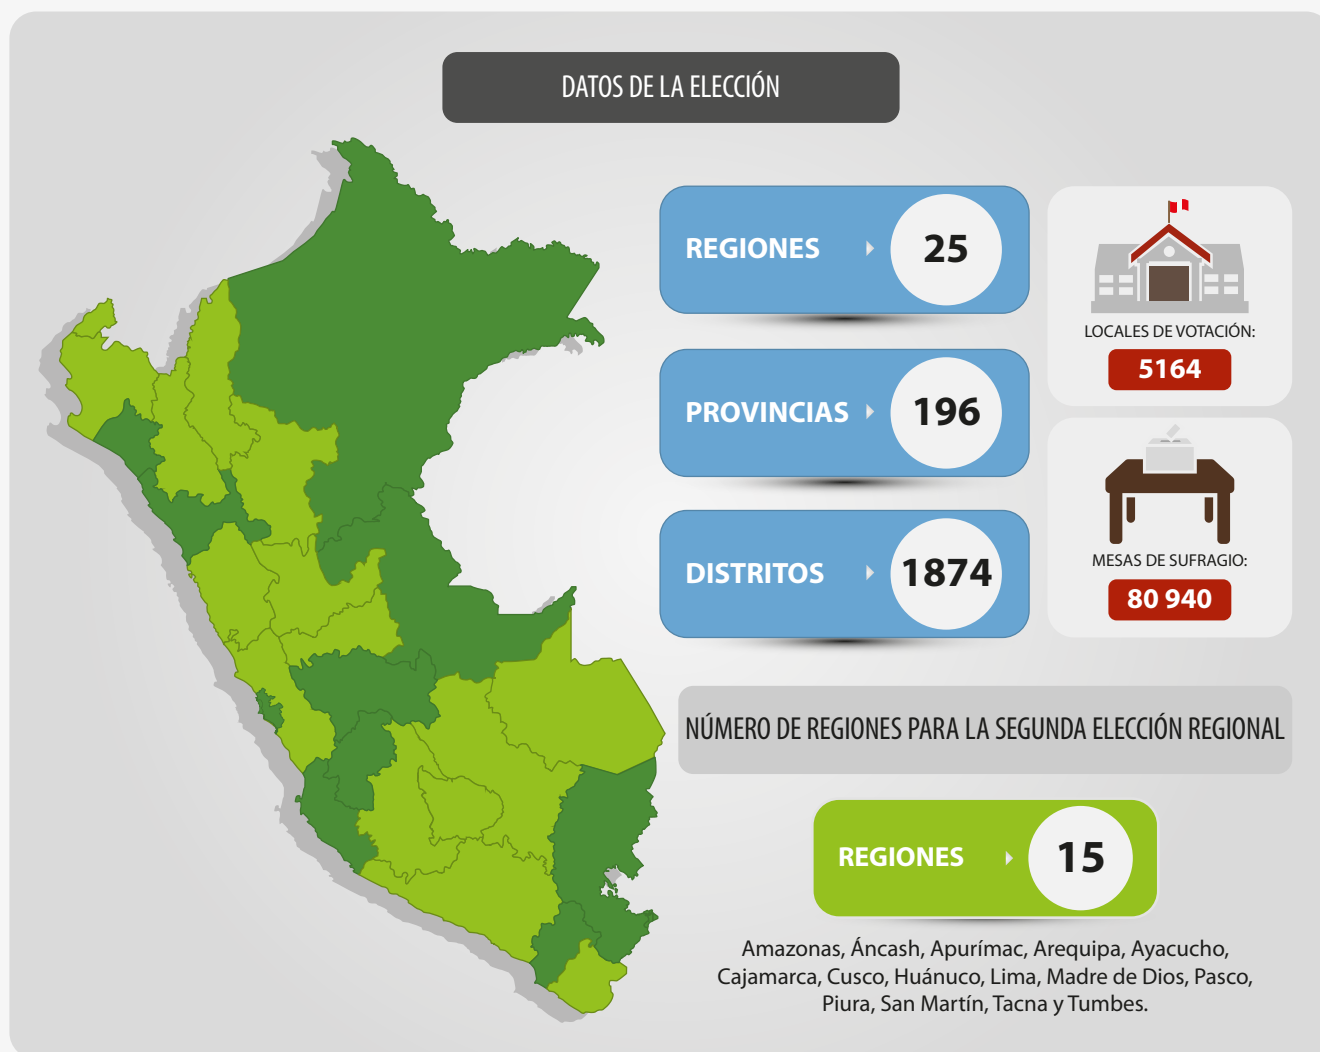 DATOS DE LA ELECCIÓN
REGIONES 25
PROVINCIAS 196
DISTRITOS 1874
LOCALES DE VOTACIÓN:
5164
MESAS DE SUFRAGIO:
80 940
NÚMERO DE REGIONES PARA LA SEGUNDA ELECCIÓN REGIONAL
REGIONES 15
Amazonas, Áncash, Apurímac, Arequipa, Ayacucho,
Cajamarca, Cusco, Huánuco, Lima, Madre de Dios, Pasco,
Piura, San Martín, Tacna y Tumbes.